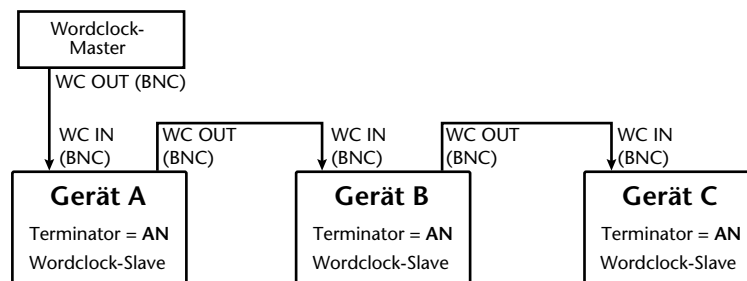 Wordclock-
Master
WC OUT (BNC)
WC IN
(BNC)
WC OUT
(BNC)
WC IN
(BNC)
WC OUT
(BNC)
WC IN
(BNC)
Gerät A
Terminator = AN
Wordclock-Slave
Gerät B
Terminator = AN
Wordclock-Slave
Gerät C
Terminator = AN
Wordclock-Slave